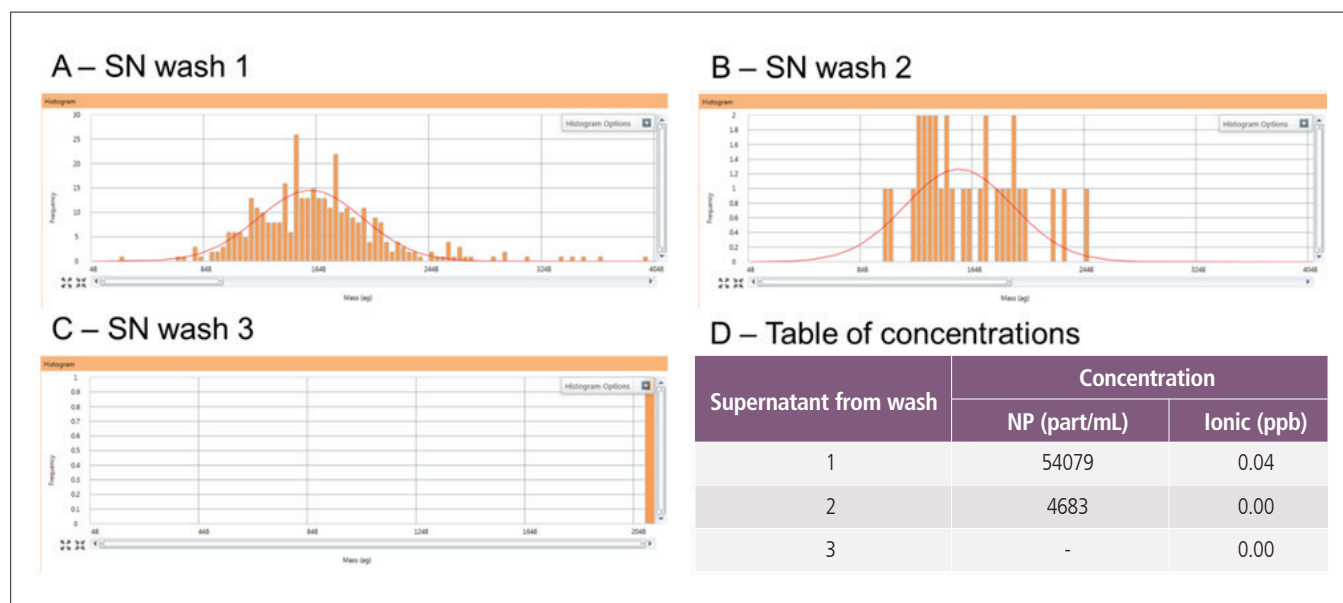 A – SN wash 1
Histogram
Histogram Options
30
25
20
15
10
5
0
Frequency
48 848 1648 2448 3248 4048
Mass (ag)
B – SN wash 2
Histogram
Histogram Options
2
1.8
1.6
1.4
1.2
1
0.8
0.6
0.4
0.2
0
Frequency
48 848 1648 2448 3248 4048
Mass (ag)
C – SN wash 3
Histogram
Histogram Options
1
0.9
0.8
0.7
0.6
0.5
0.4
0.3
0.2
0.1
0
Frequency
48 448 848 1248 1648 2048
Mass (ag)
D – Table of concentrations
Supernatant from wash
Concentration
NP (part/mL) Ionic (ppb)
1 54079 0.04
2 4683 0.00
3 - 0.00